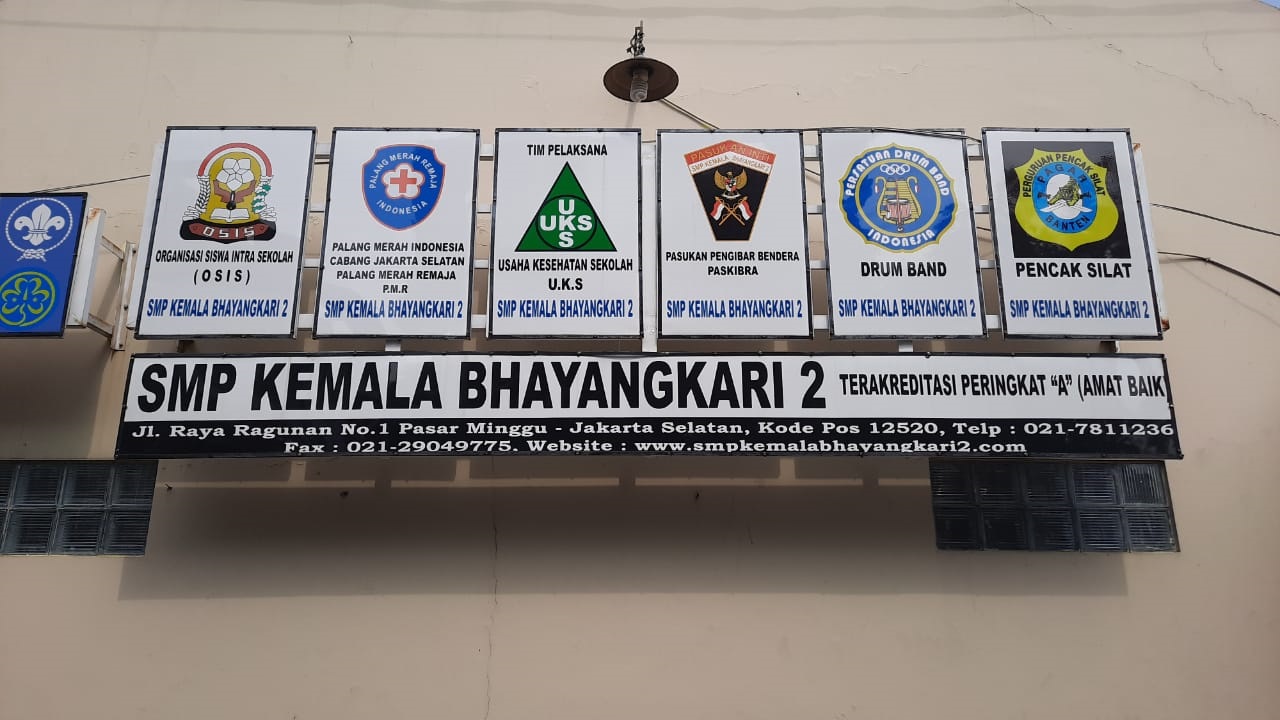 OSIS
ORGANISASI SISWA INTRA SEKOLAH
(OSIS)
SMP KEMALA BHAYANGKARI 2
PALANG MERAH REMAJA
INDONESIA
PALANG MERAH INDONESIA
CABANG JAKARTA SELATAN
PALANG MERAH REMAJA
P.M.R
SMP KEMALA BHAYANGKARI 2
TIM PELAKSANA
U
UKS
S
USAHA KESEHATAN SEKOLAH
U.K.S
SMP KEMALA BHAYANGKARI 2
PASUKAN INTI
SMP KEMALA BHAYANGKARI 2
PASUKAN PENGIBAR BENDERA
PASKIBRA
SMP KEMALA BHAYANGKARI 2
PERSATUAN DRUM BAND
INDONESIA
DRUM BAND
SMP KEMALA BHAYANGKARI 2
PERGURUAN PENCAK SILAT
PAGAR
BANTEN
PENCAK SILAT
SMP KEMALA BHAYANGKARI 2
SMP KEMALA BHAYANGKARI 2 TERAKREDITASI PERINGKAT “A” (AMAT BAIK
Jl. Raya Ragunan No.1 Pasar Minggu - Jakarta Selatan, Kode Pos 12520, Telp : 021-7811236
Fax : 021-29049775. Website : www.smpkemalabhayangkari2.com